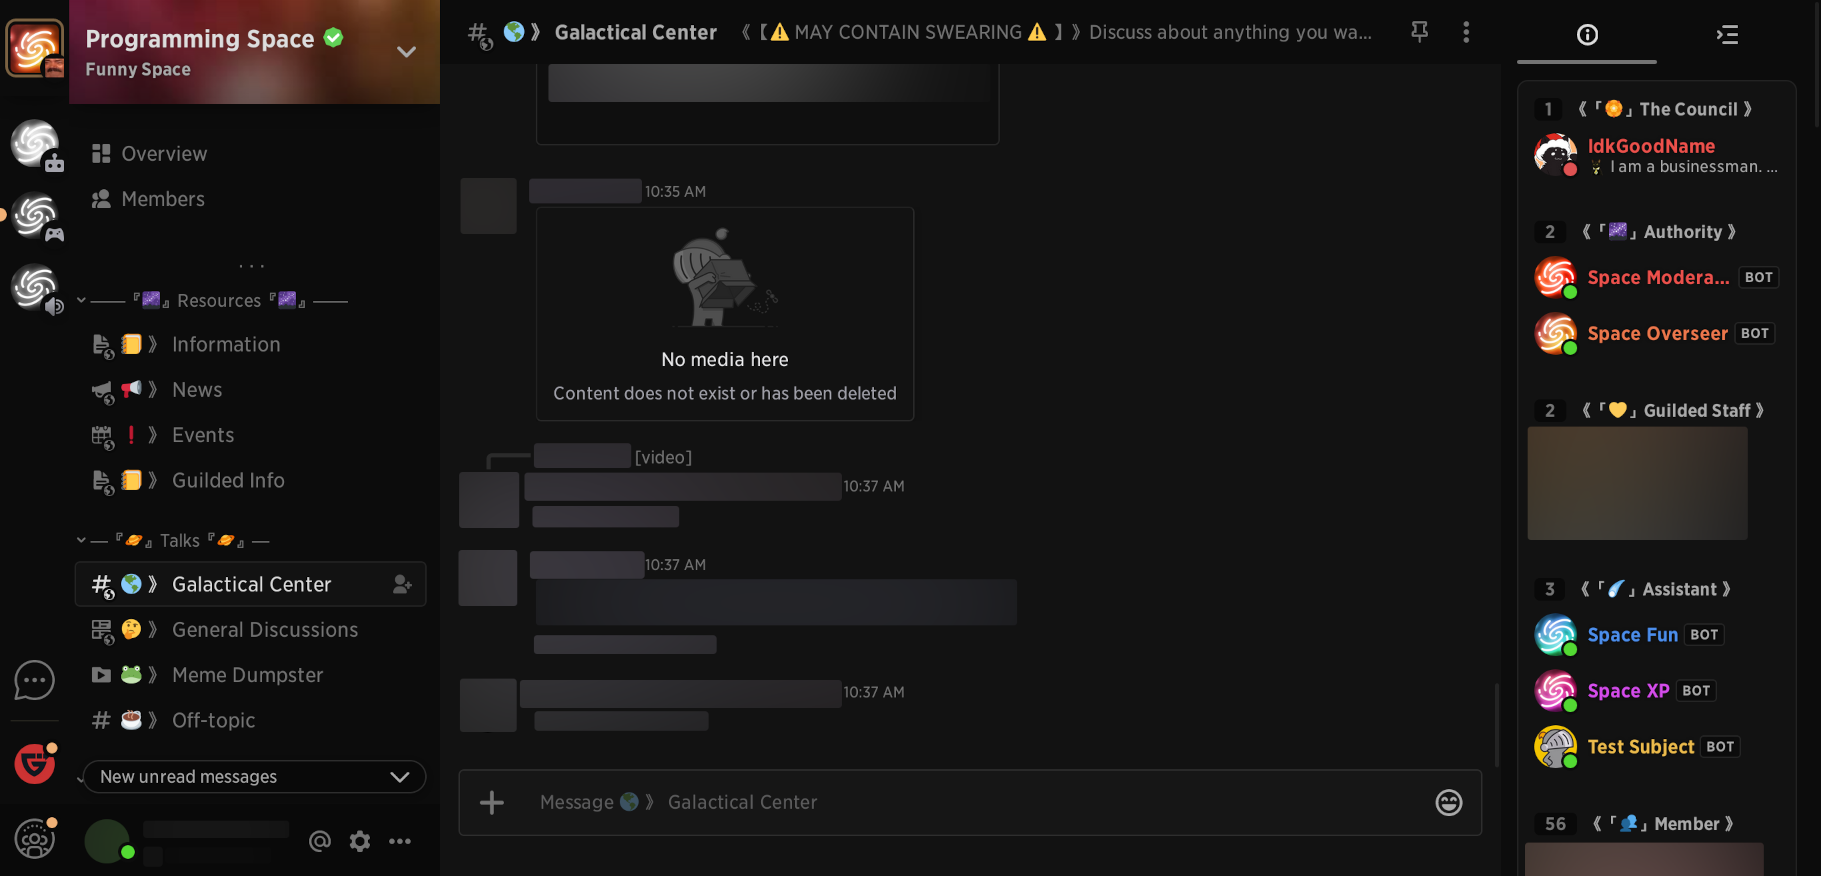 Programming Space
Funny Space
Overview
Members
...
『🌌』 Resources 『🌌』
📒 》 Information
📢 》 News
❗ 》 Events
📒 》 Guilded Info
『🪐』 Talks 『🪐』
🌎 》 Galactical Center
🤔 》 General Discussions
🐸 》 Meme Dumpster
☕ 》 Off-topic
New unread messages
🌎 》 Galactical Center 《【⚠️ MAY CONTAIN SWEARING ⚠️ 】》Discuss about anything you wa...
10:35 AM
No media here
Content does not exist or has been deleted
[video]
10:37 AM
10:37 AM
10:37 AM
Message 🌎 》 Galactical Center
1 《「🏵️」The Council 》
IdkGoodName
I am a businessman. ...
2 《「🌌」Authority 》
Space Modera... BOT
Space Overseer BOT
2 《「💛」Guilded Staff 》
3 《「☄️」Assistant 》
Space Fun BOT
Space XP BOT
Test Subject BOT
56 《「👥」Member 》